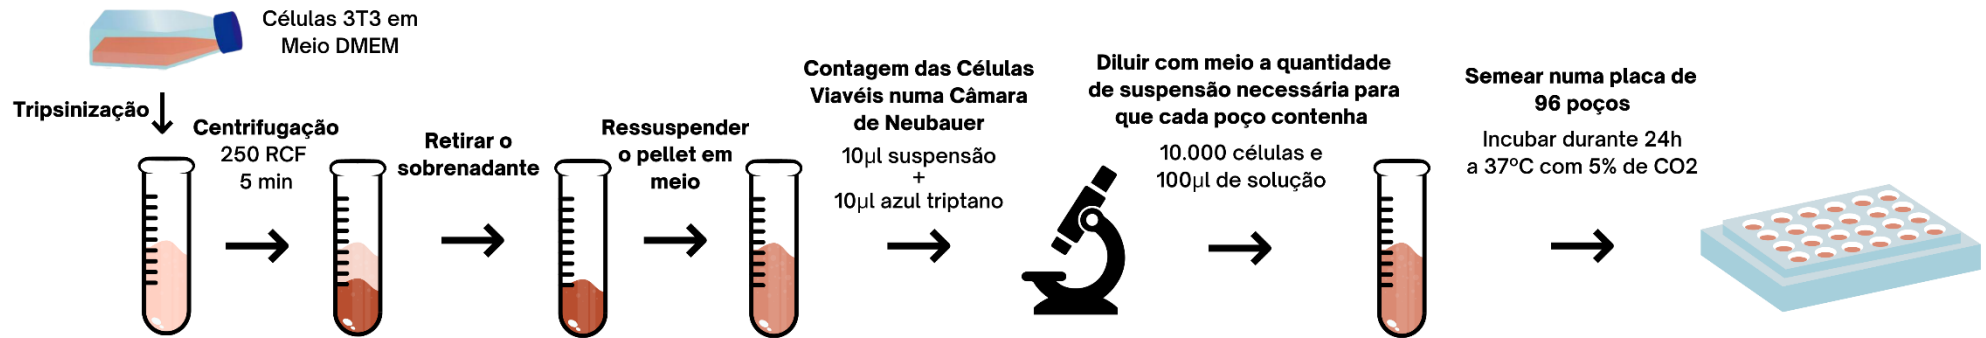 Células 3T3 em
Meio DMEM
Tripsinização
Centrifugação
250 RCF
5 min
Retirar o
sobrenadante
Ressuspender
o pellet em
meio
Contagem das Células
Viavéis numa Câmara
de Neubauer
10µl suspensão
+
10µl azul triptano
Diluir com meio a quantidade
de suspensão necessária para
que cada poço contenha
10.000 células e
100µl de solução
Semear numa placa de
96 poços
Incubar durante 24h
a 37ºC com 5% de CO2